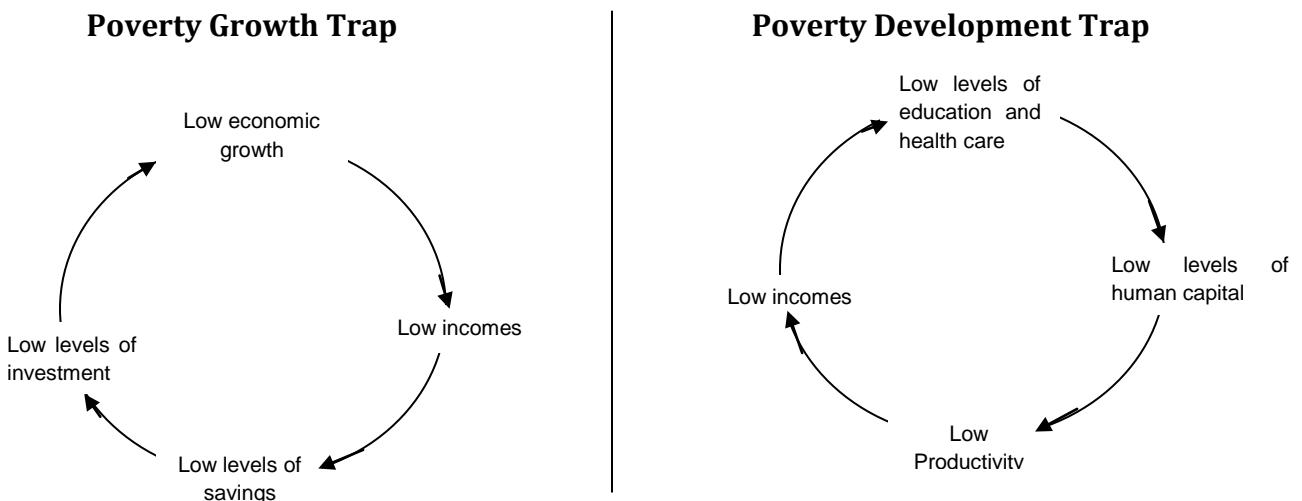 Poverty Growth Trap
Low economic
growth
Low incomes
Low levels of
savings
Low levels of
investment
Poverty Development Trap
Low levels of
education and
health care
Low levels of
human capital
Low
Productivity
Low incomes